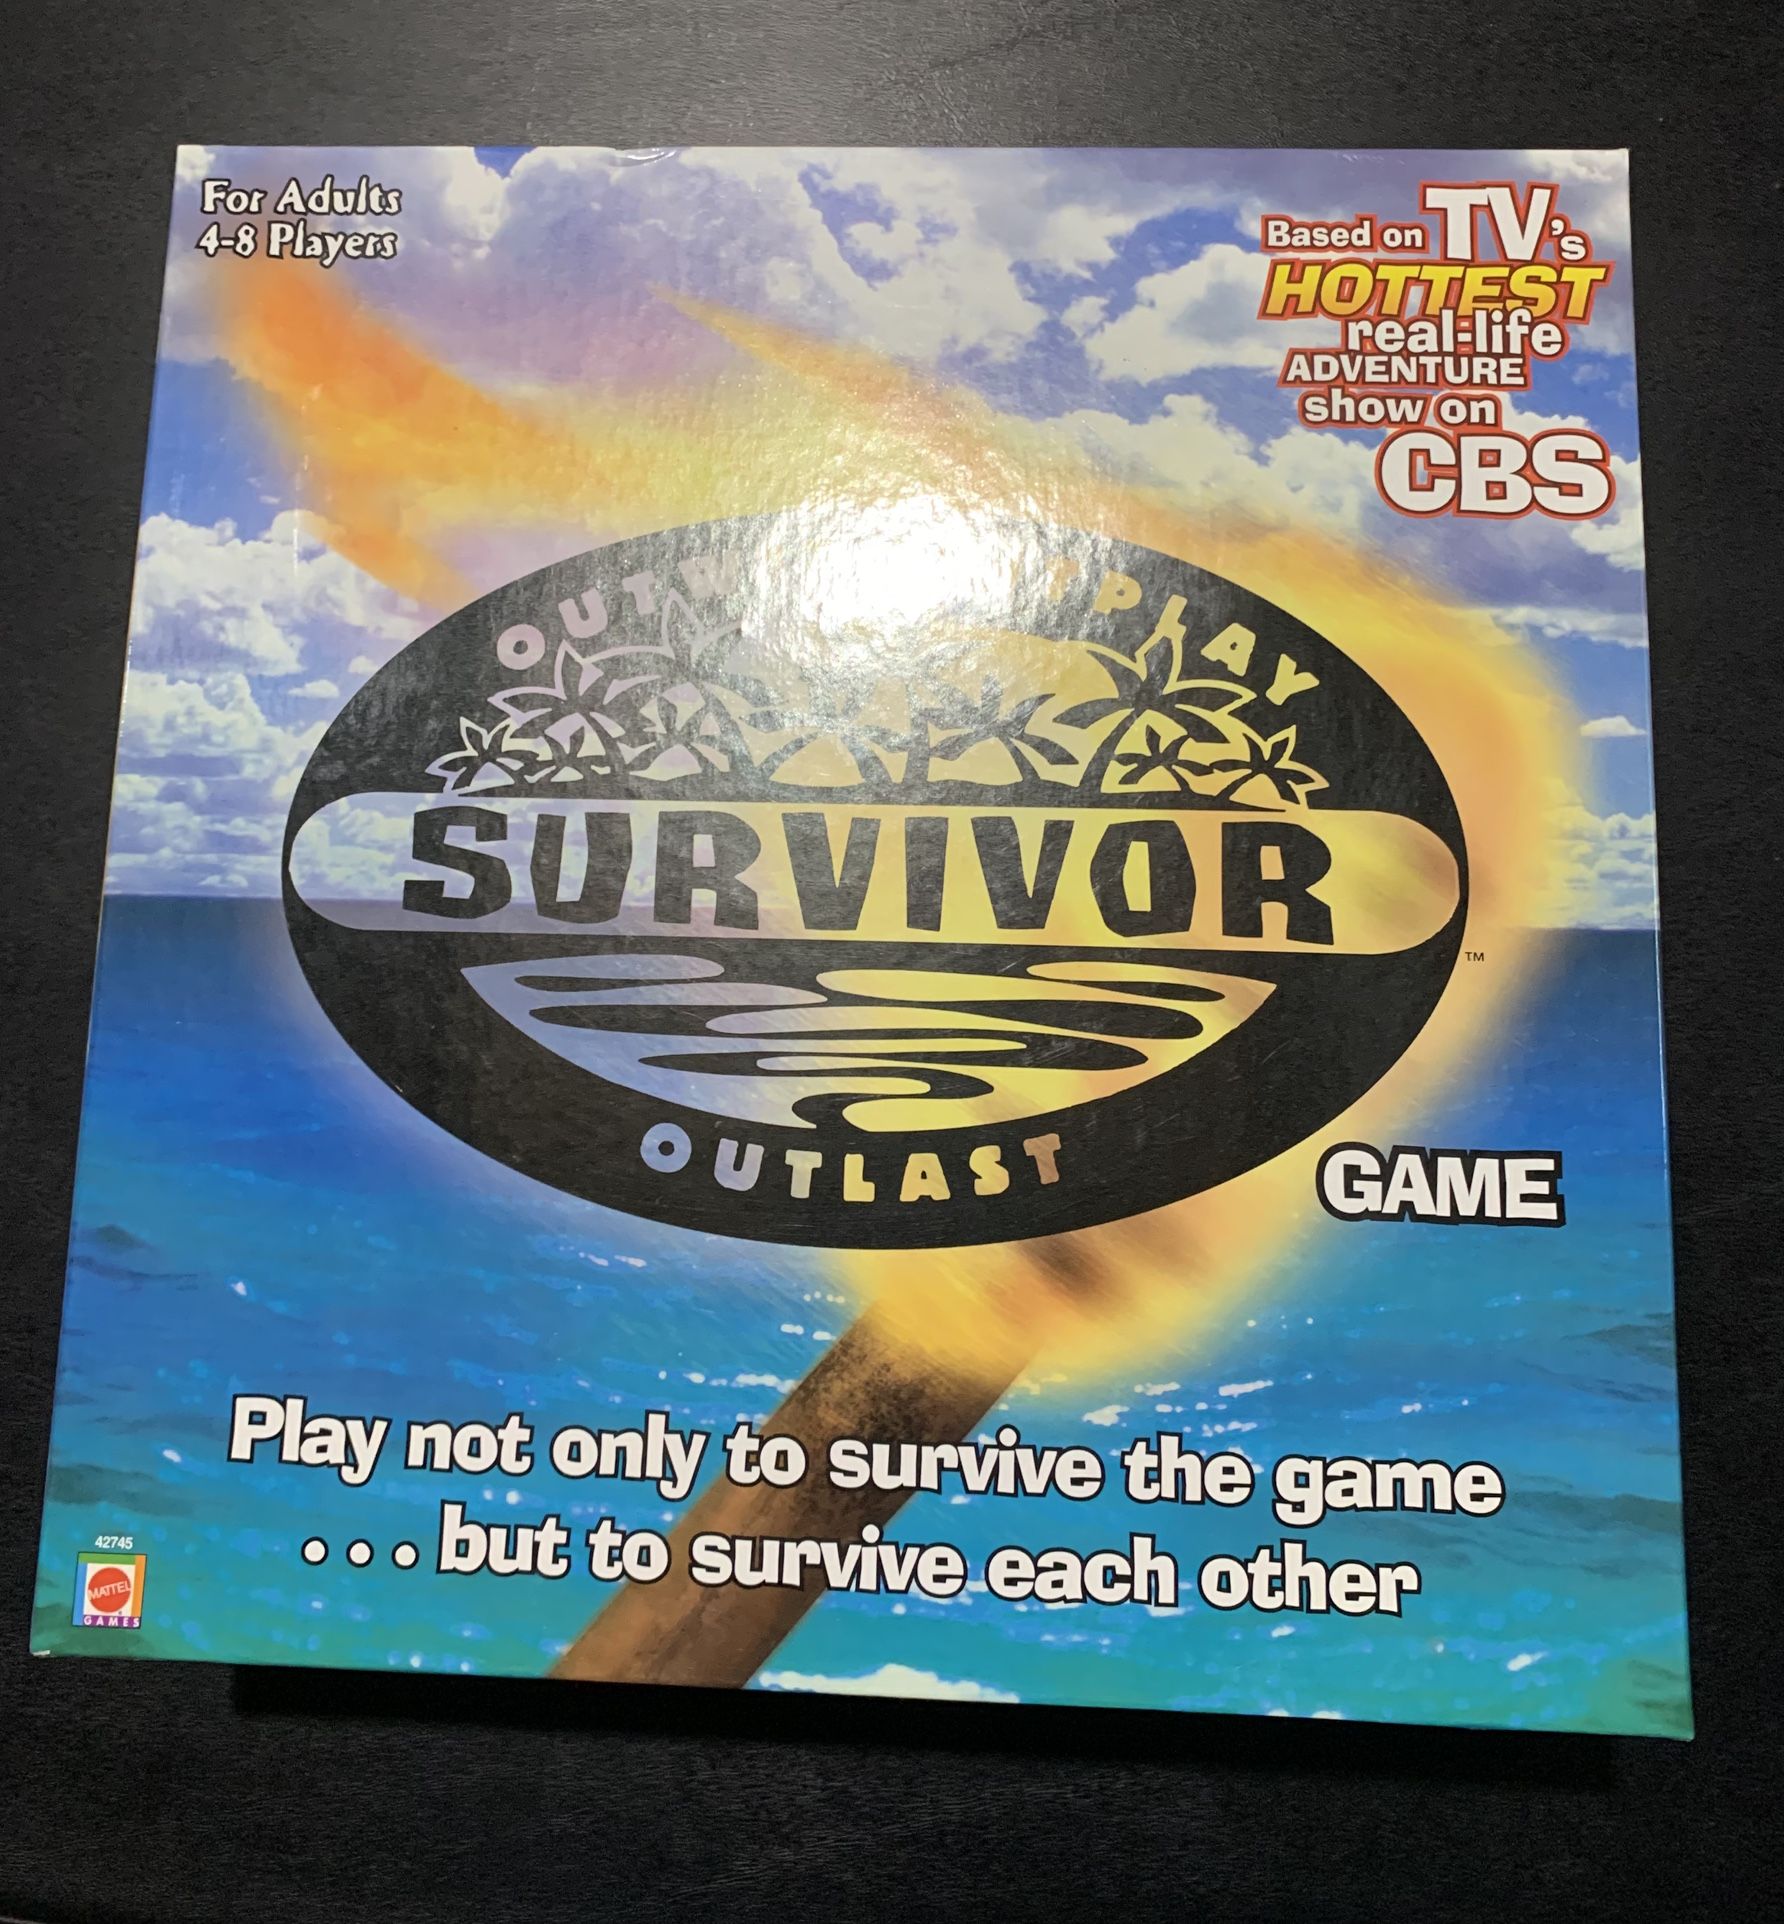 For Adults
4-8 Players
Based on TV's
HOTTEST
real-life
ADVENTURE
show on
CBS
SURVIVOR
TM
OUTLAST
GAME
Play not only to survive the game
...but to survive each other
42745
MATTEL
GAMES